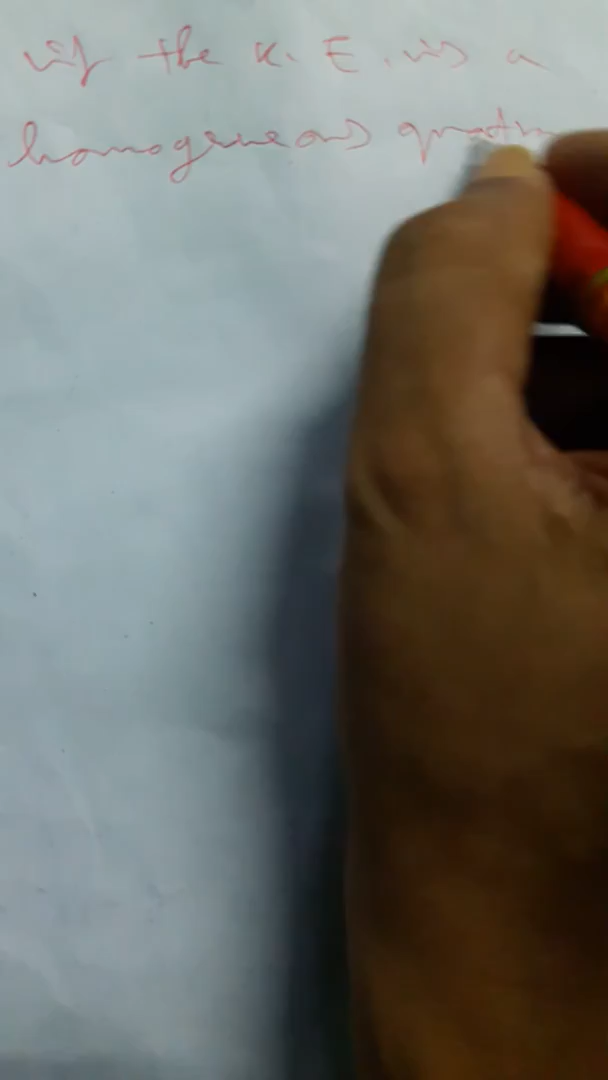 if the K. E. is a
homogeneous